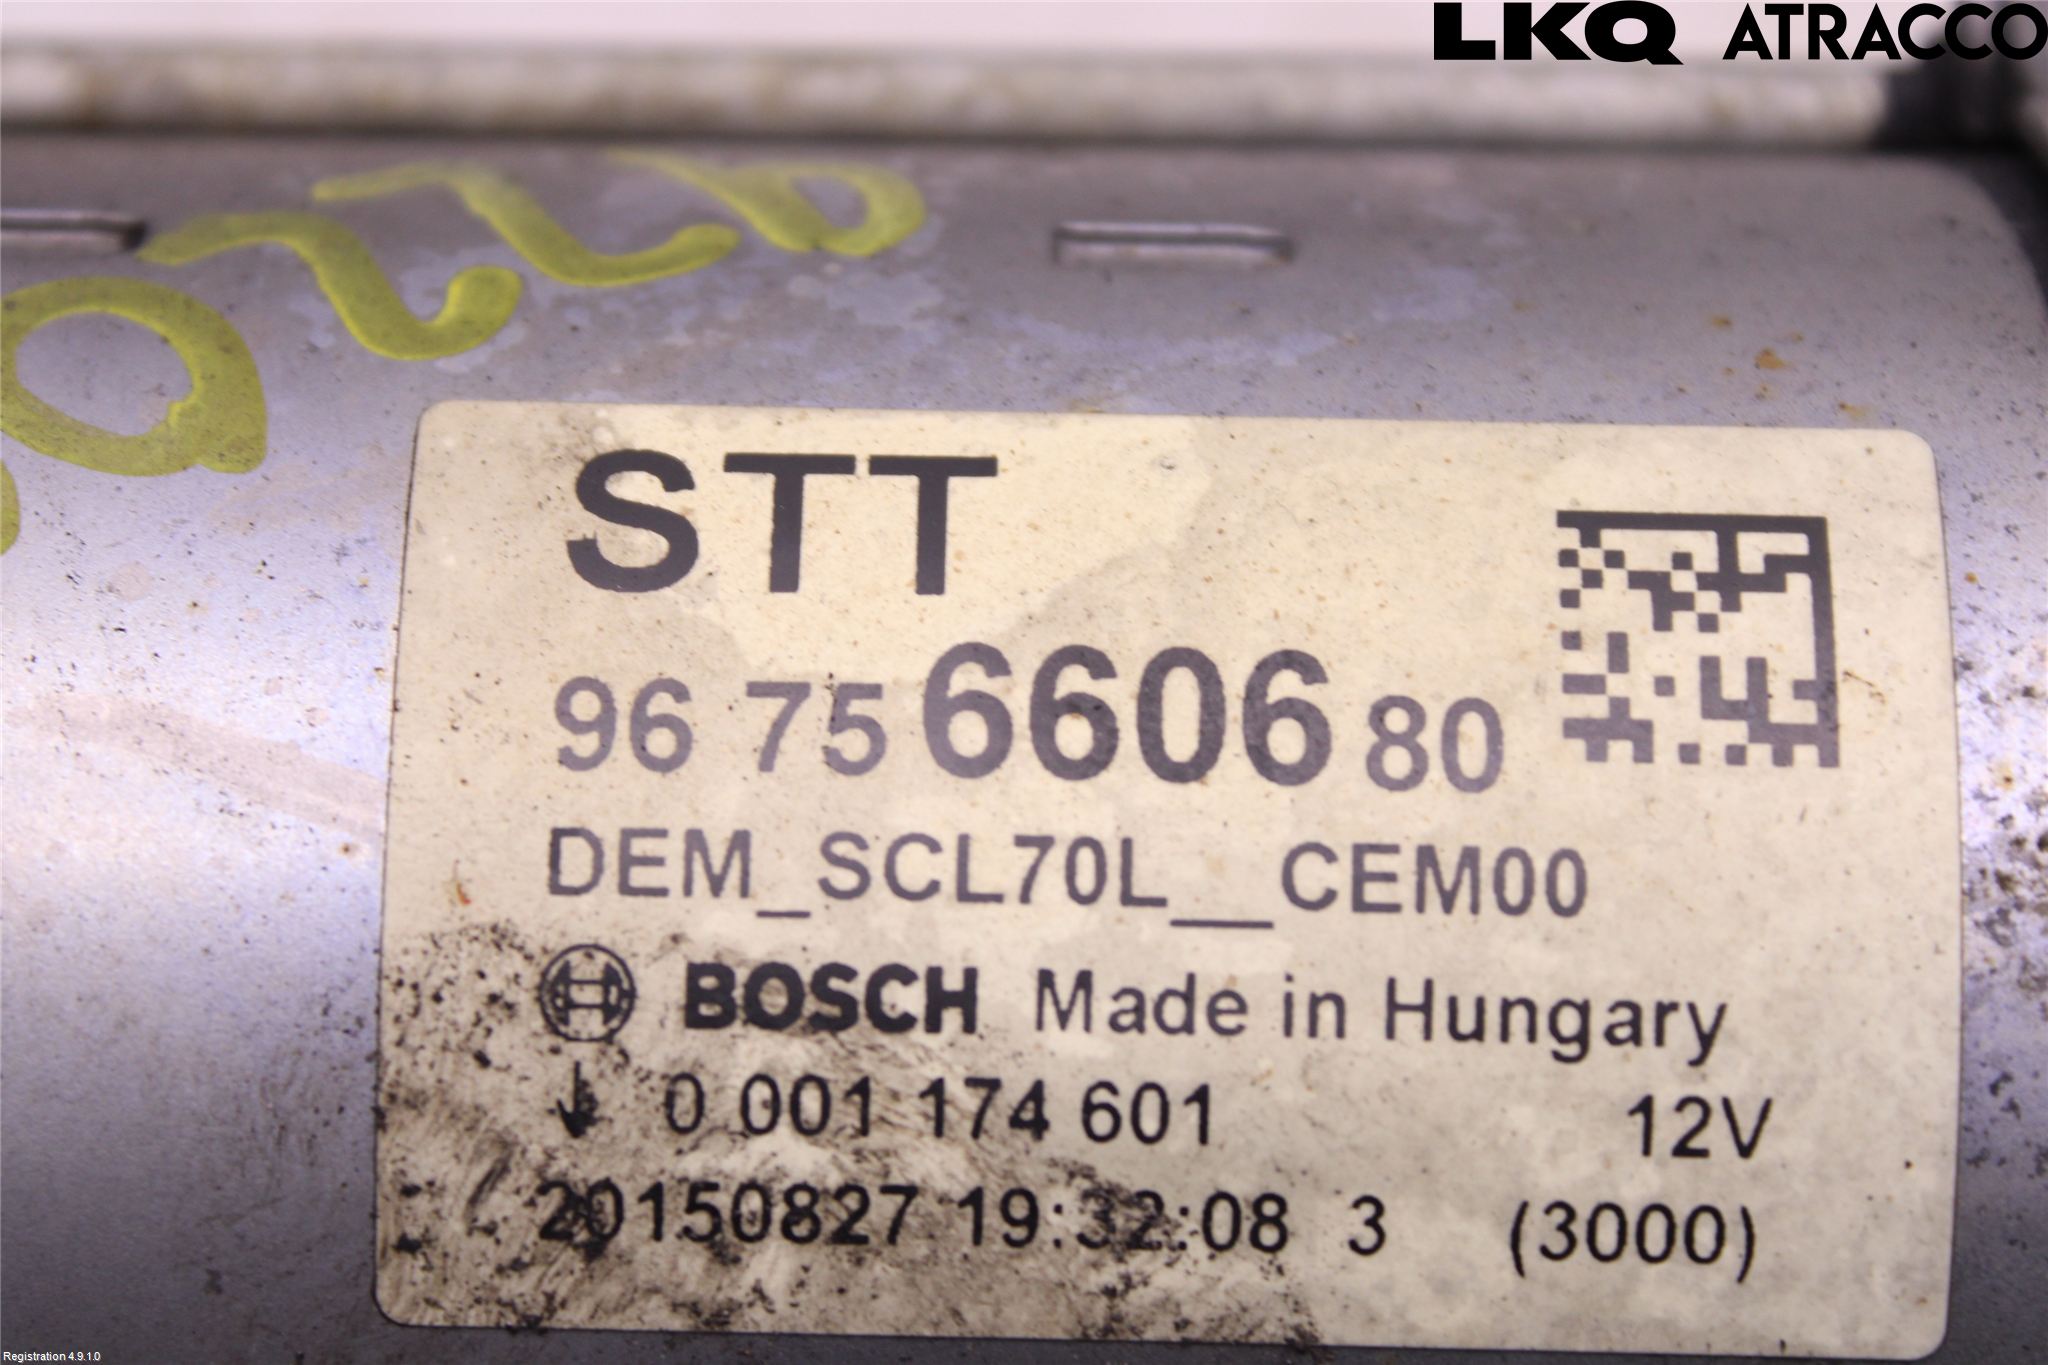 LKQ ATRACCO
STT
96 75 6606 80
DEM_SCL70L__CEM00
BOSCH Made in Hungary
0 001 174 601 12V
20150827 19:32:08 3 (3000)
Registration 4.9.1.0